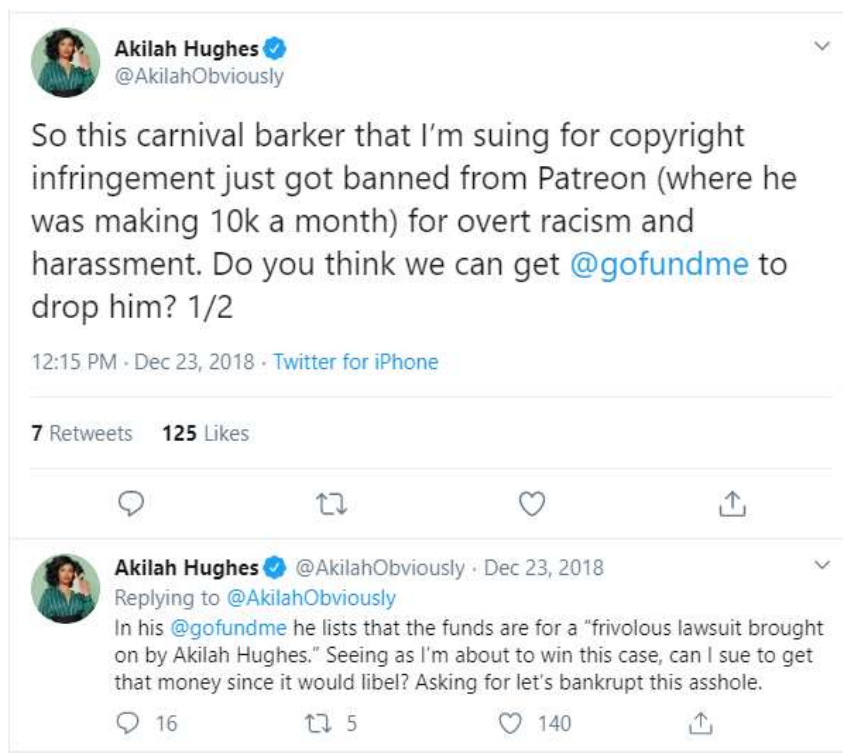 Akilah Hughes
@AkilahObviously
So this carnival barker that I'm suing for copyright
infringement just got banned from Patreon (where he
was making 10k a month) for overt racism and
harassment. Do you think we can get @gofundme to
drop him? 1/2
12:15 PM · Dec 23, 2018 · Twitter for iPhone
7 Retweets 125 Likes
Akilah Hughes @AkilahObviously · Dec 23, 2018
Replying to @AkilahObviously
In his @gofundme he lists that the funds are for a "frivolous lawsuit brought
on by Akilah Hughes." Seeing as I'm about to win this case, can I sue to get
that money since it would libel? Asking for let's bankrupt this asshole.
16 5 140